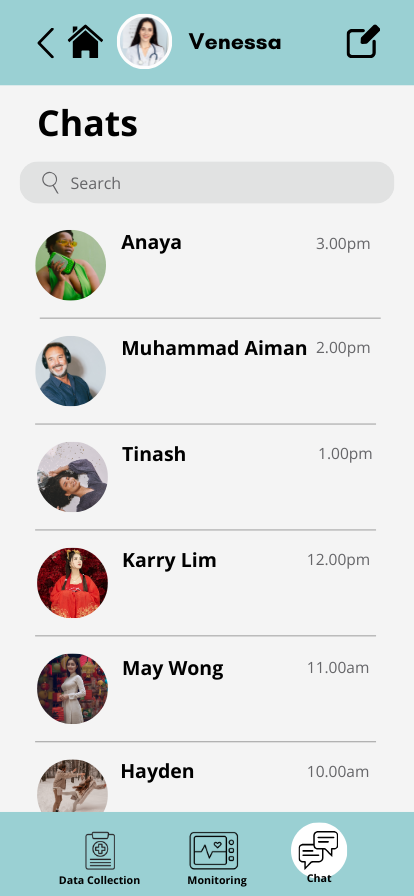 Venessa
Chats
Search
Anaya 3.00pm
Muhammad Aiman 2.00pm
Tinash 1.00pm
Karry Lim 12.00pm
May Wong 11.00am
Hayden 10.00am
Data Collection Monitoring Chat